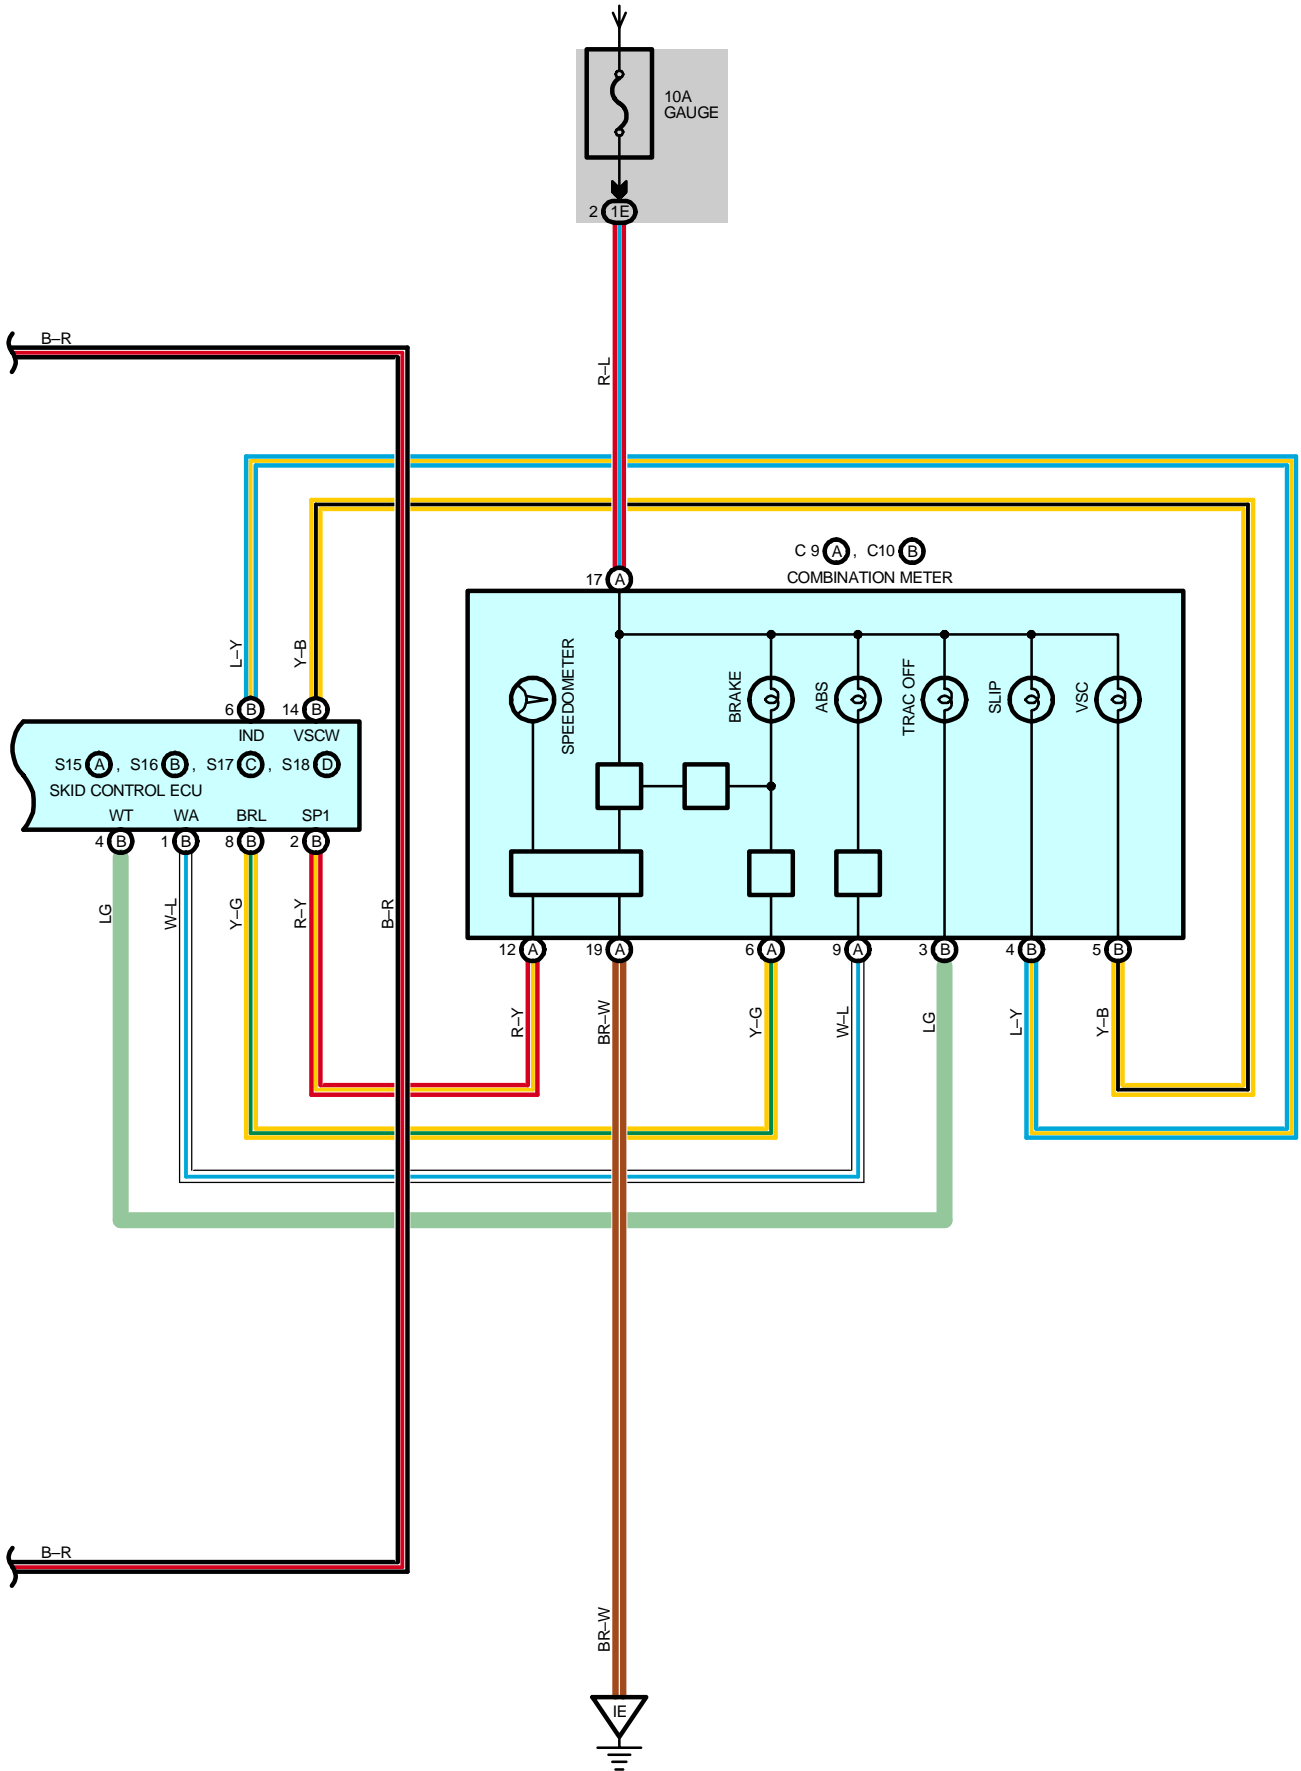 10A
GAUGE
2 1E
B–R
R–L
C 9 A , C10 B
COMBINATION METER
17 A
L–Y
Y–B
SPEEDOMETER
BRAKE
ABS
TRAC OFF
SLIP
VSC
6 B
14 B
IND
VSCW
S15 A , S16 B , S17 C , S18 D
SKID CONTROL ECU
WT
WA
BRL
SP1
4 B
1 B
8 B
2 B
LG
W–L
Y–G
R–Y
B–R
12 A
19 A
6 A
9 A
3 B
4 B
5 B
R–Y
BR–W
Y–G
W–L
LG
L–Y
Y–B
B–R
BR–W
IE